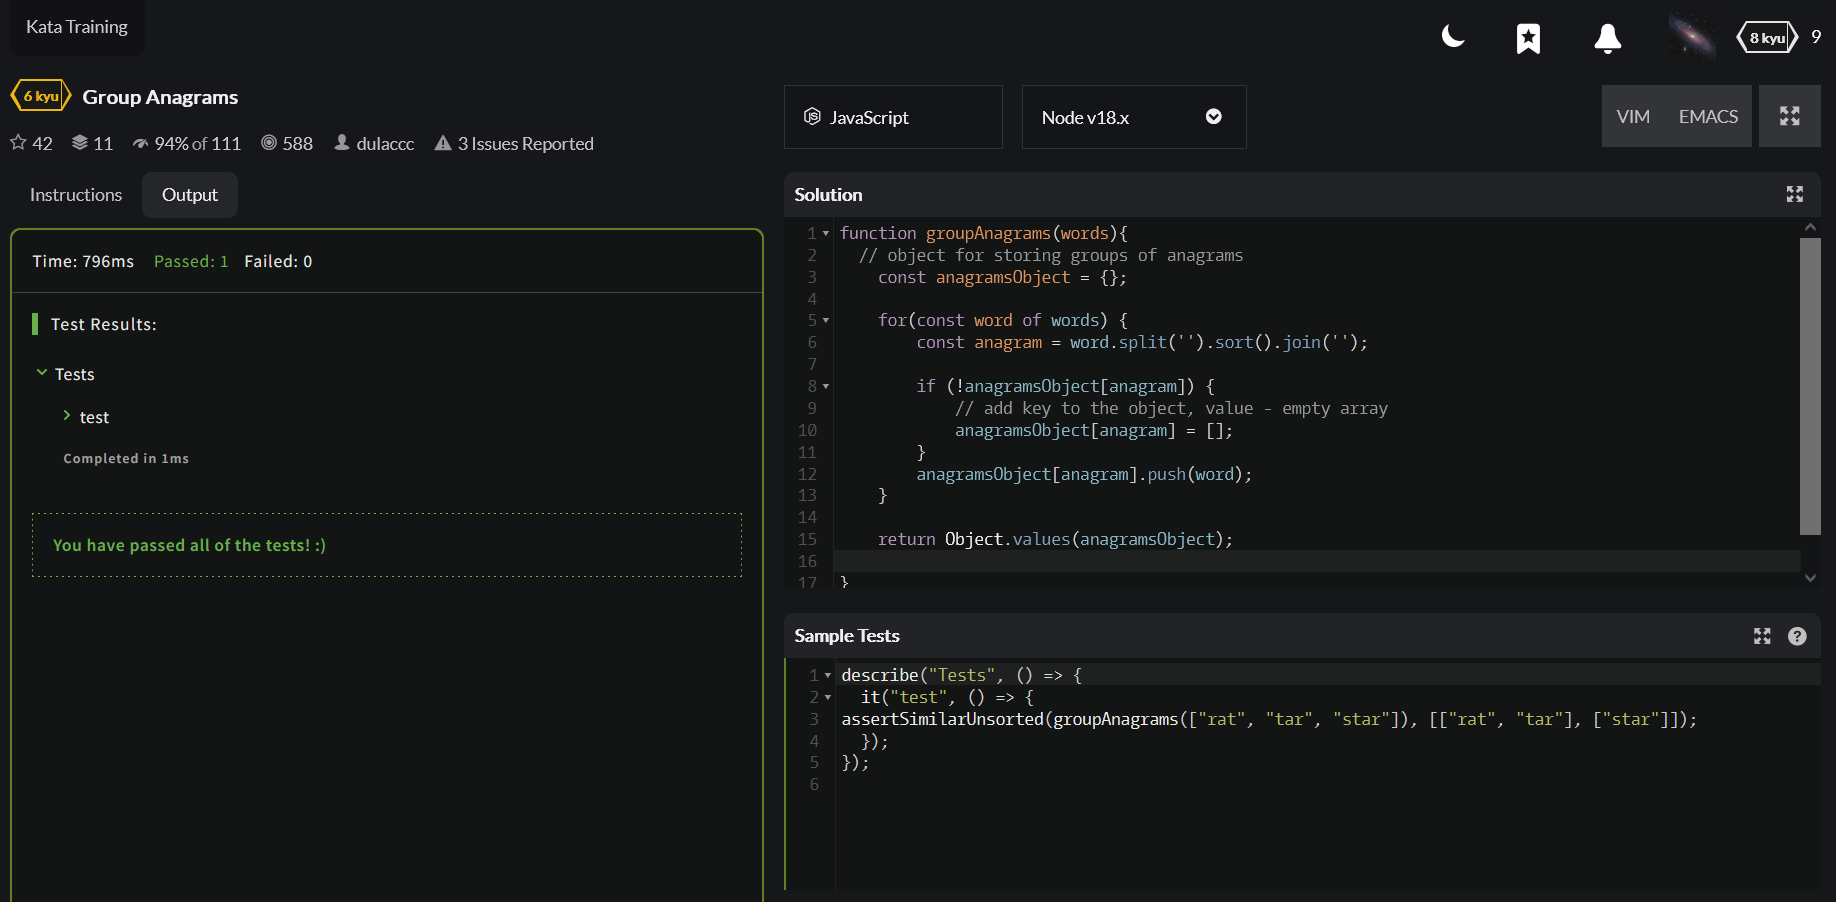 Kata Training
8 kyu 9
6 kyu Group Anagrams
42 11 94% of 111 588 dulaccc 3 Issues Reported
Instructions Output
Time: 796ms Passed: 1 Failed: 0
Test Results:
Tests
test
Completed in 1ms
You have passed all of the tests! :)
JS JavaScript Node v18.x VIM EMACS
Solution
1 function groupAnagrams(words){
2   // object for storing groups of anagrams
3     const anagramsObject = {};
4
5     for(const word of words) {
6         const anagram = word.split('').sort().join('');
7
8         if (!anagramsObject[anagram]) {
9             // add key to the object, value - empty array
10             anagramsObject[anagram] = [];
11         }
12         anagramsObject[anagram].push(word);
13     }
14
15     return Object.values(anagramsObject);
16
17 }
Sample Tests ?
1 describe("Tests", () => {
2   it("test", () => {
3 assertSimilarUnsorted(groupAnagrams(["rat", "tar", "star"]), [["rat", "tar"], ["star"]]);
4   });
5 });
6